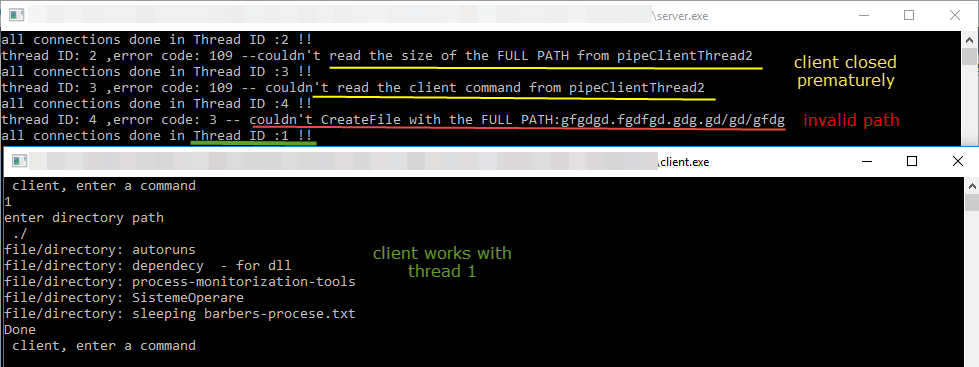 \server.exe
all connections done in Thread ID :2 !!
thread ID: 2 ,error code: 109 --couldn't read the size of the FULL PATH from pipeClientThread2
all connections done in Thread ID :3 !!
thread ID: 3 ,error code: 109 -- couldn't read the client command from pipeClientThread2
all connections done in Thread ID :4 !!
thread ID: 4 ,error code: 3 -- couldn't CreateFile with the FULL PATH:gfgdgd.fgdfgd.gdg.gd/gd/gfdg
all connections done in Thread ID :1 !!
client closed
prematurely
invalid path
\client.exe
client, enter a command
1
enter directory path
./
file/directory: autoruns
file/directory: dependecy  - for dll
file/directory: process-monitorization-tools
file/directory: SistemeOperare
file/directory: sleeping barbers-procese.txt
Done
client, enter a command
client works with
thread 1